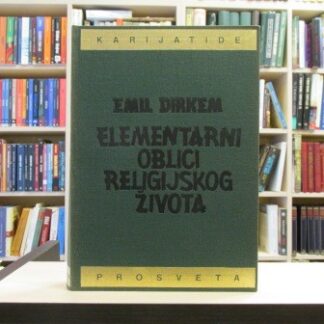 KARIJATIDE
EMIL DIRKEM
ELEMENTARNI
OBLICI
RELIGIJSKOG
ŽIVOTA
PROSVETA